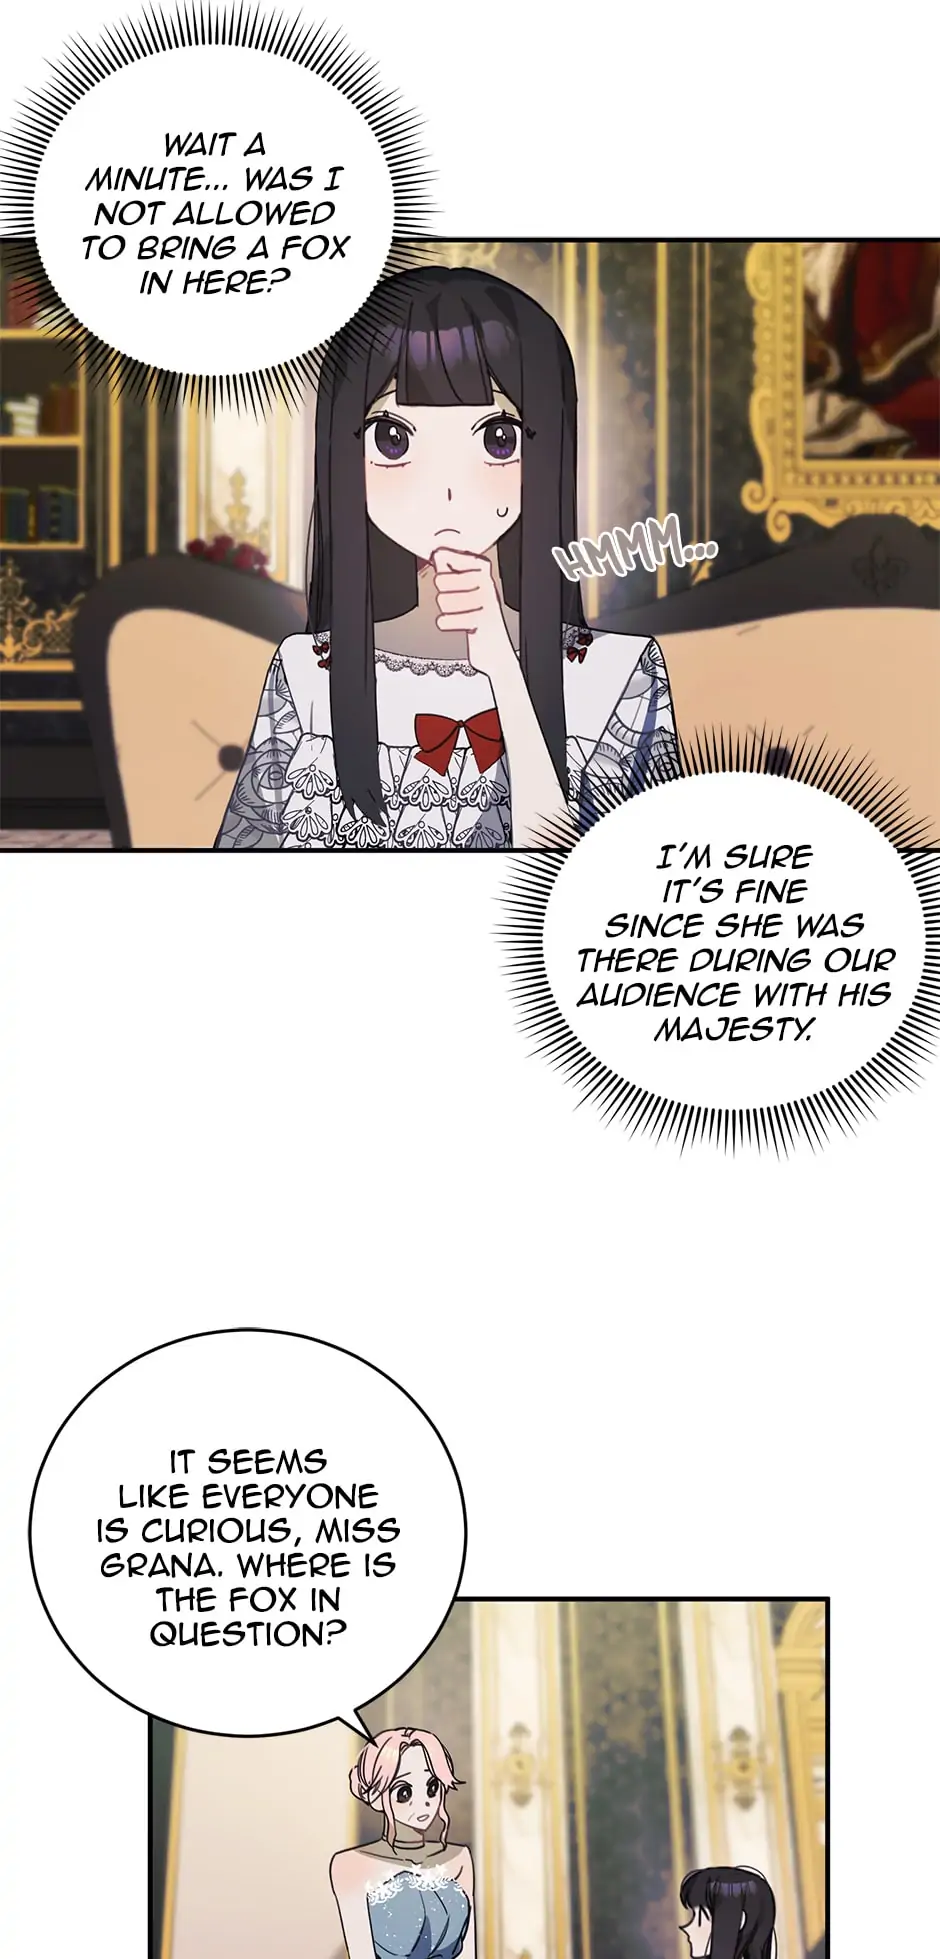 WAIT A
MINUTE... WAS I
NOT ALLOWED
TO BRING A FOX
IN HERE?
HMMM...
I'M SURE
IT'S FINE
SINCE SHE WAS
THERE DURING OUR
AUDIENCE WITH HIS
MAJESTY.
IT SEEMS
LIKE EVERYONE
IS CURIOUS, MISS
GRANA. WHERE IS
THE FOX IN
QUESTION?